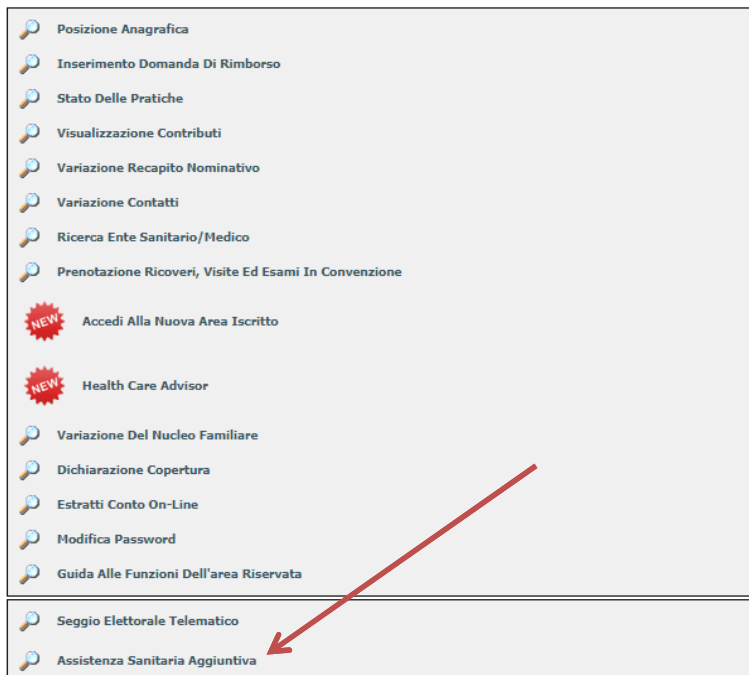 Posizione Anagrafica
Inserimento Domanda Di Rimborso
Stato Delle Pratiche
Visualizzazione Contributi
Variazione Recapito Nominativo
Variazione Contatti
Ricerca Ente Sanitario/Medico
Prenotazione Ricoveri, Visite Ed Esami In Convenzione
NEW Accedi Alla Nuova Area Iscritto
NEW Health Care Advisor
Variazione Del Nucleo Familiare
Dichiarazione Copertura
Estratti Conto On-Line
Modifica Password
Guida Alle Funzioni Dell'area Riservata
Seggio Elettorale Telematico
Assistenza Sanitaria Aggiuntiva